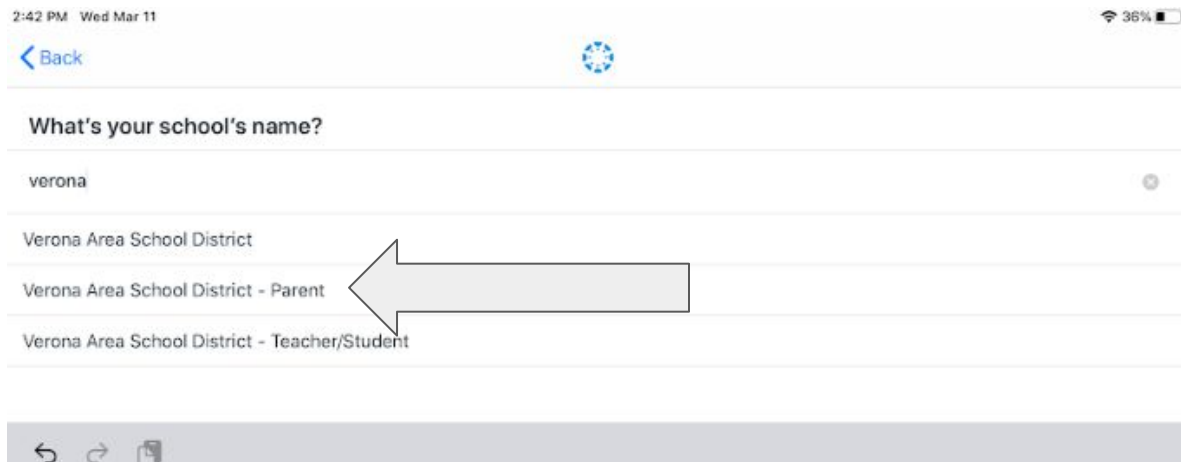 2:42 PM Wed Mar 11 36%
Back
What's your school's name?
verona
Verona Area School District
Verona Area School District - Parent
Verona Area School District - Teacher/Student